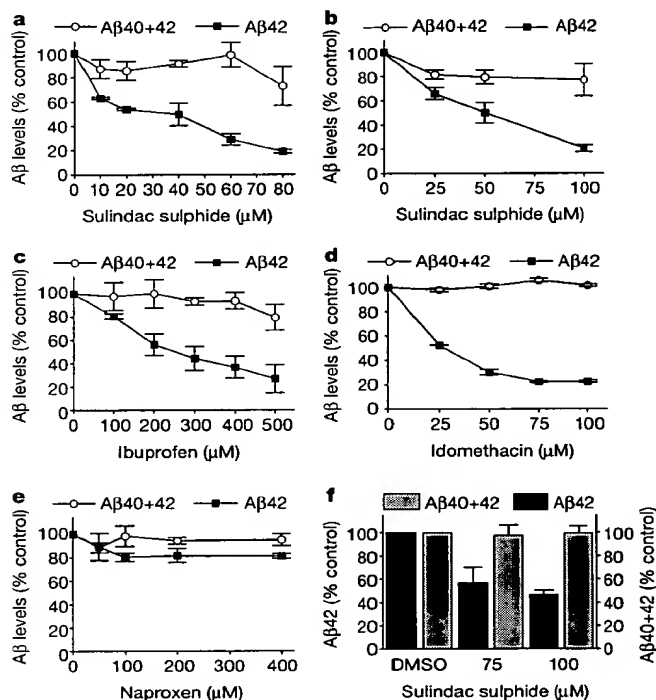 a
Aβ40+42 Aβ42
Aβ levels (% control)
100
80
60
40
20
0
0 10 20 30 40 50 60 70 80
Sulindac sulphide (μM)
b
Aβ40+42 Aβ42
Aβ levels (% control)
100
80
60
40
20
0
0 25 50 75 100
Sulindac sulphide (μM)
c
Aβ40+42 Aβ42
Aβ levels (% control)
100
80
60
40
20
0
0 100 200 300 400 500
Ibuprofen (μM)
d
Aβ40+42 Aβ42
Aβ levels (% control)
100
80
60
40
20
0
0 25 50 75 100
Idomethacin (μM)
e
Aβ40+42 Aβ42
Aβ levels (% control)
100
80
60
40
20
0
0 100 200 300 400
Naproxen (μM)
f
Aβ40+42 Aβ42
Aβ42 (% control)
100
80
60
40
20
0
100
80
60
40
20
0
Aβ40+42 (% control)
DMSO 75 100
Sulindac sulphide (μM)